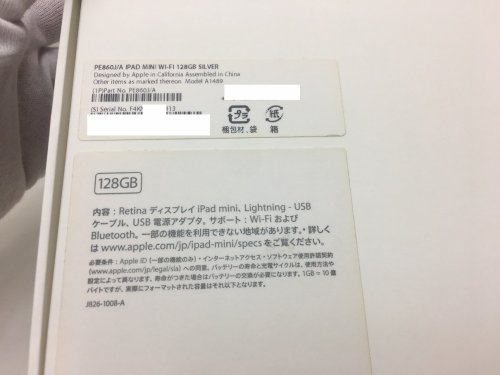 PE860J/A IPAD MINI WI-FI 128GB SILVER
Designed by Apple in California Assembled in China
Other items as marked thereon Model A1489
(1P)Part No. PE860J/A
(S) Serial No. F4K 13
梱包材、袋
紙
箱
128GB
内容：Retina ディスプレイ iPad mini、Lightning - USB
ケーブル、USB 電源アダプタ。サポート：Wi-Fi および
Bluetooth。一部の機能を利用できない地域があります。・詳しく
は www.apple.com/jp/ipad-mini/specs をご覧ください。
必要条件：Apple ID（一部の機能のみ）・インターネットアクセス・ソフトウェア使用許諾契約
(www.apple.com/jp/legal/sla) への同意。バッテリーの寿命と充電サイクルは、使用方法や
設定によって異なります。寿命がつきた場合はバッテリーの交換が必要になります。1GB = 10 億
バイトですが、実際にフォーマットされた容量はそれ以下となります。
J826-1008-A